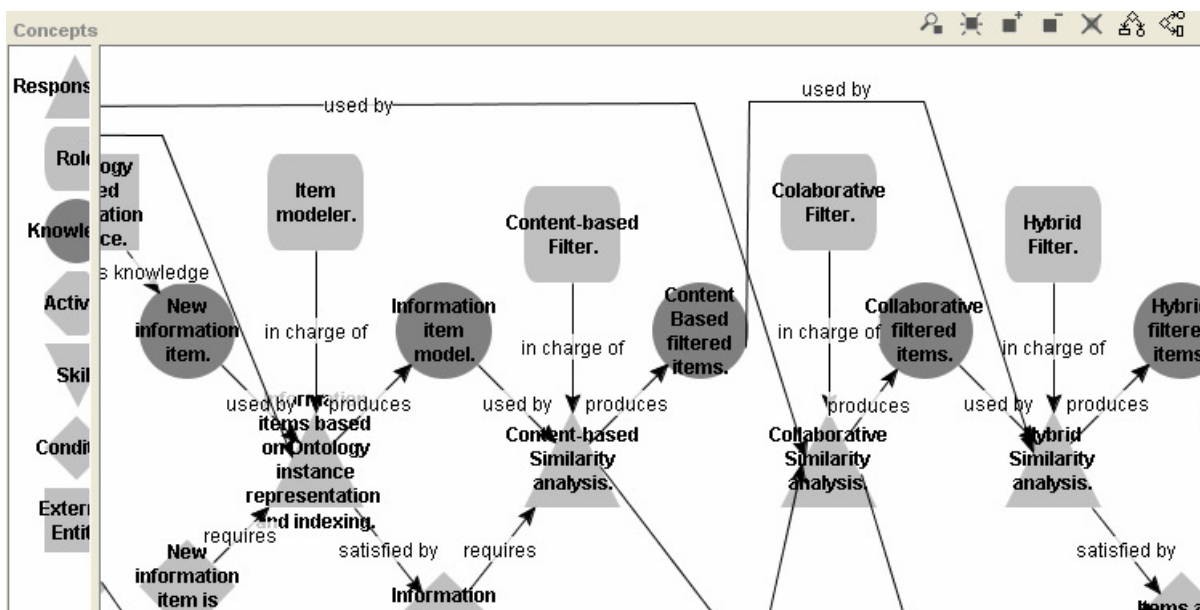 Concepts
Respons
Role
Knowle
Activ
Skil
Condit
Extern
Entit
used by
used by
ogy
ed
ation
ce.
s knowledge
Item
modeler.
Content-based
Filter.
Colaborative
Filter.
Hybrid
Filter.
New
information
item.
in charge of
Information
item
model.
in charge of
Content
Based
filtered
items.
in charge of
Collaborative
filtered
items.
in charge of
Hybri
filtere
items
used by
produces
used by
produces
produces
used by
produces
Information
items based
on Ontology
instance
representation
and indexing.
Content-based
Similarity
analysis.
Collaborative
Similarity
analysis.
Hybrid
Similarity
analysis.
requires
satisfied by
requires
satisfied by
New
information
item is
Information
Items a